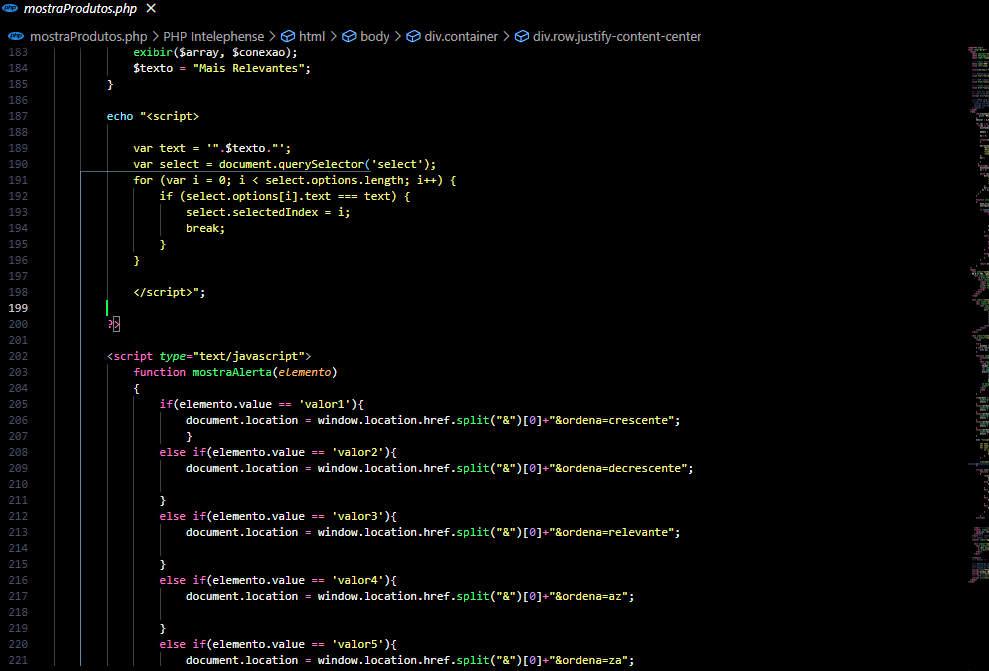 mostraProdutos.php ×
mostraProdutos.php > PHP Intelephense > html > body > div.container > div.row.justify-content-center
183 exibir($array, $conexao);
184 $texto = "Mais Relevantes";
185 }
186
187 echo "<script>
188
189 var text = '".$texto."';
190 var select = document.querySelector('select');
191 for (var i = 0; i < select.options.length; i++) {
192 if (select.options[i].text === text) {
193 select.selectedIndex = i;
194 break;
195 }
196 }
197
198 </script>";
199
200 ?>
201
202 <script type="text/javascript">
203 function mostraAlerta(elemento)
204 {
205 if(elemento.value == 'valor1'){
206 document.location = window.location.href.split("&")[0]+"&ordena=crescente";
207 }
208 else if(elemento.value == 'valor2'){
209 document.location = window.location.href.split("&")[0]+"&ordena=decrescente";
210
211 }
212 else if(elemento.value == 'valor3'){
213 document.location = window.location.href.split("&")[0]+"&ordena=relevante";
214
215 }
216 else if(elemento.value == 'valor4'){
217 document.location = window.location.href.split("&")[0]+"&ordena=az";
218
219 }
220 else if(elemento.value == 'valor5'){
221 document.location = window.location.href.split("&")[0]+"&ordena=za";